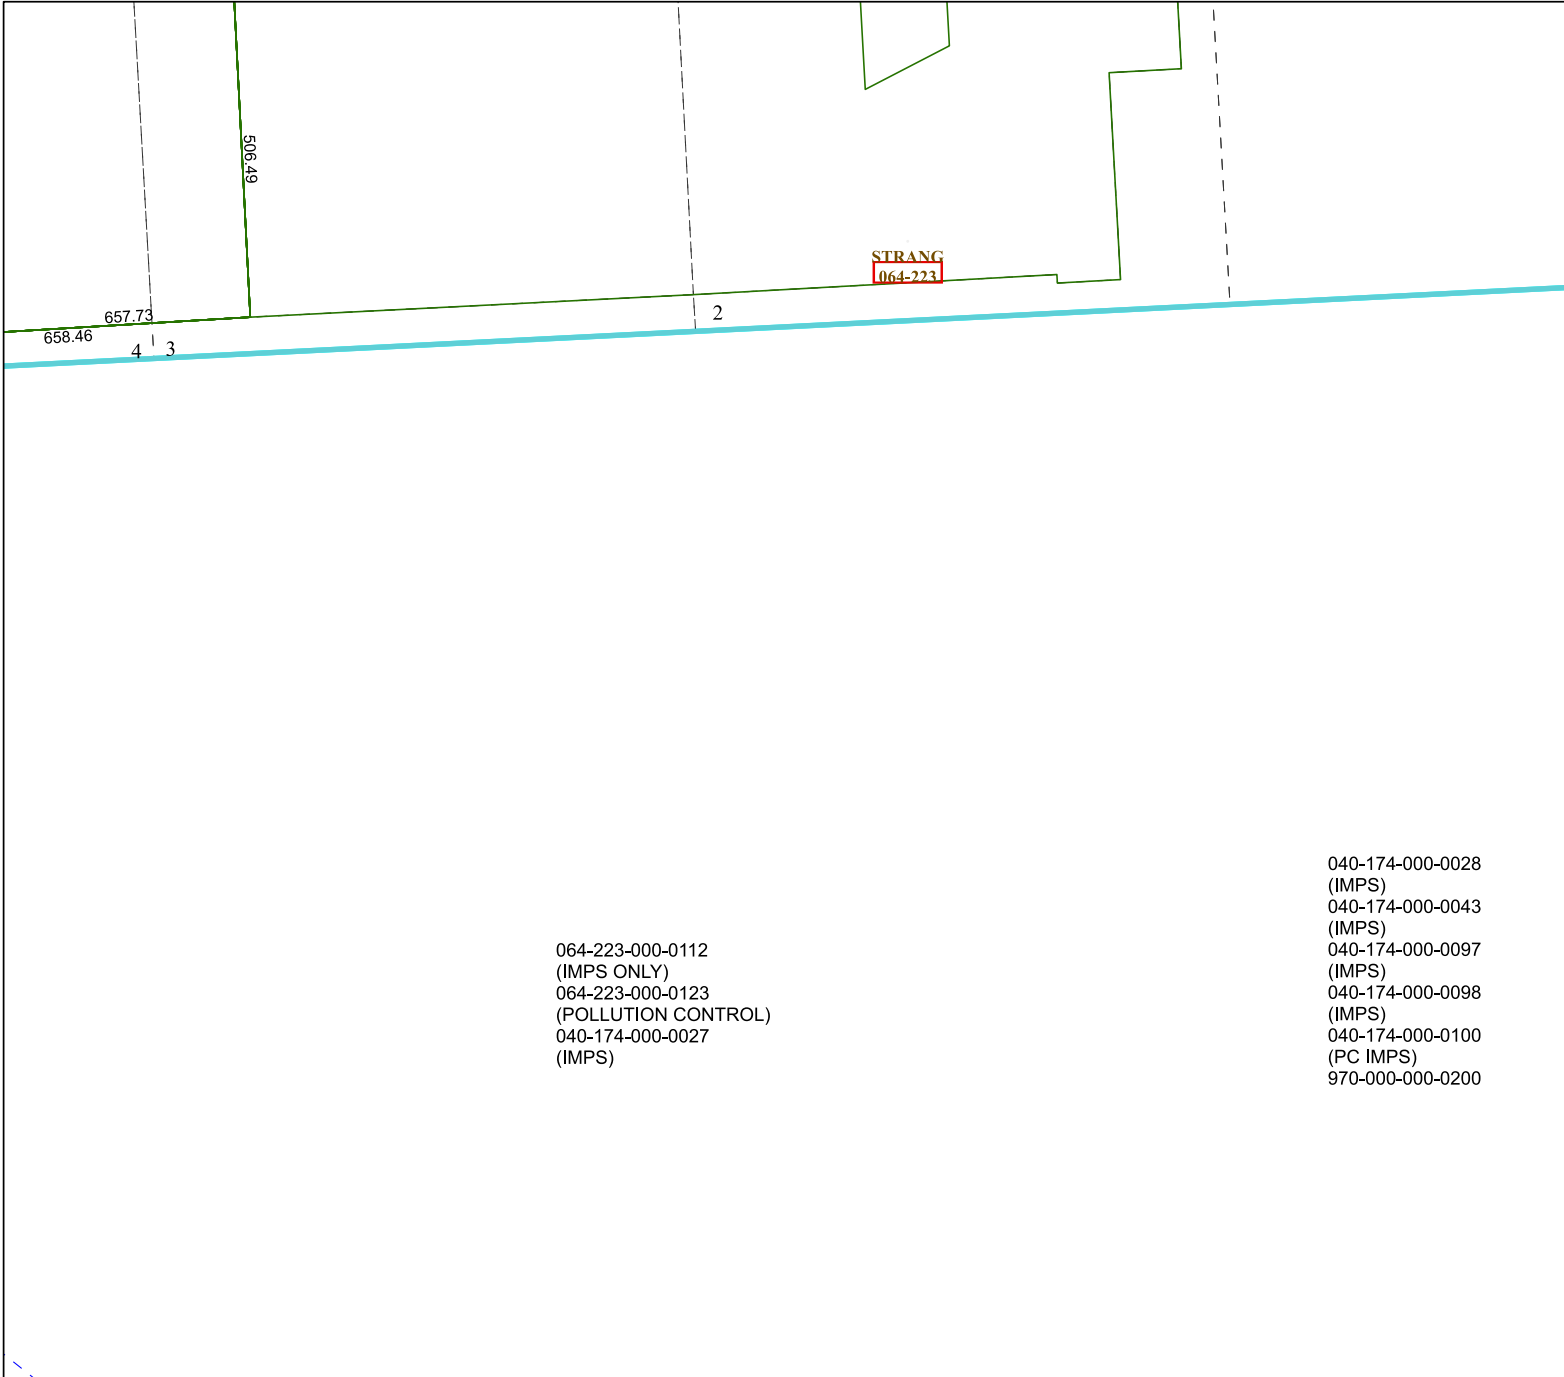 506.49
STRANG
064-223
657.73
658.46
4
3
2
064-223-000-0112
(IMPS ONLY)
064-223-000-0123
(POLLUTION CONTROL)
040-174-000-0027
(IMPS)
040-174-000-0028
(IMPS)
040-174-000-0043
(IMPS)
040-174-000-0097
(IMPS)
040-174-000-0098
(IMPS)
040-174-000-0100
(PC IMPS)
970-000-000-0200